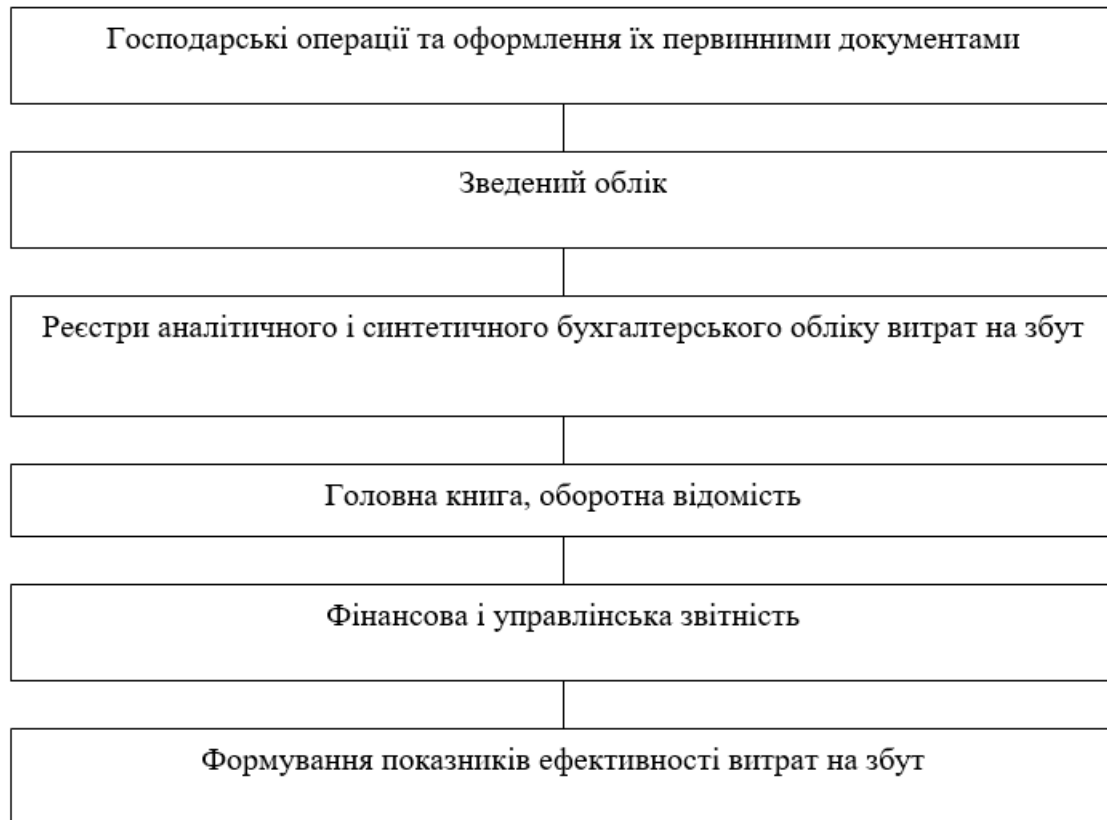 Господарські операції та оформлення їх первинними документами
Зведений облік
Реєстри аналітичного і синтетичного бухгалтерського обліку витрат на збут
Головна книга, оборотна відомість
Фінансова і управлінська звітність
Формування показників ефективності витрат на збут